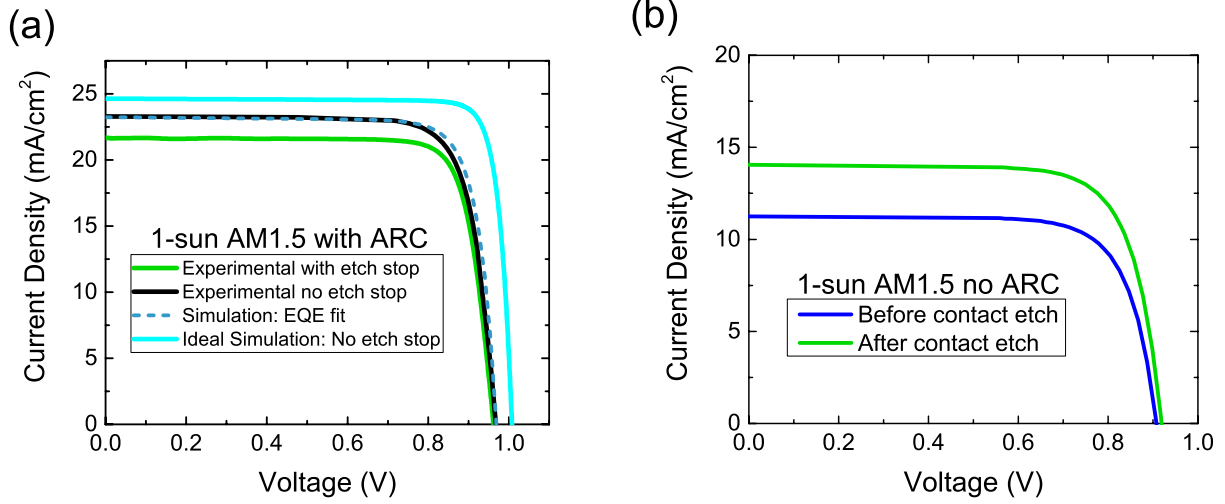 (a)
Current Density (mA/cm²)
25
20
15
10
5
0
0.0 0.2 0.4 0.6 0.8 1.0
Voltage (V)
1-sun AM1.5 with ARC
Experimental with etch stop
Experimental no etch stop
Simulation: EQE fit
Ideal Simulation: No etch stop
(b)
Current Density (mA/cm²)
20
15
10
5
0
0.0 0.2 0.4 0.6 0.8 1.0
Voltage (V)
1-sun AM1.5 no ARC
Before contact etch
After contact etch